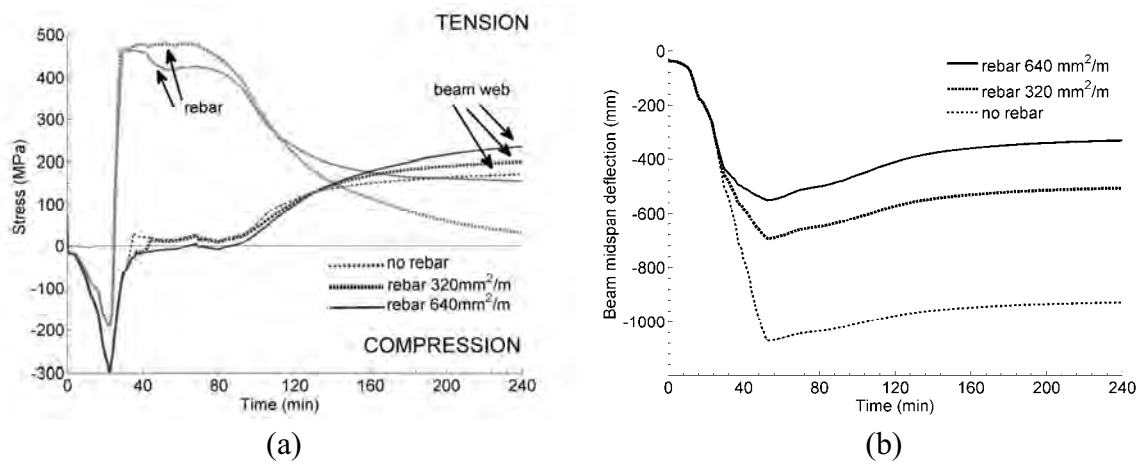 TENSION
500
400
300
200
100
0
-100
-200
-300
Stress (MPa)
rebar
beam web
no rebar
rebar 320mm²/m
rebar 640mm²/m
COMPRESSION
0 40 80 120 160 200 240
Time (min)
(a)
0
-200
-400
-600
-800
-1000
Beam midspan deflection (mm)
rebar 640 mm²/m
rebar 320 mm²/m
no rebar
0 40 80 120 160 200 240
Time (min)
(b)